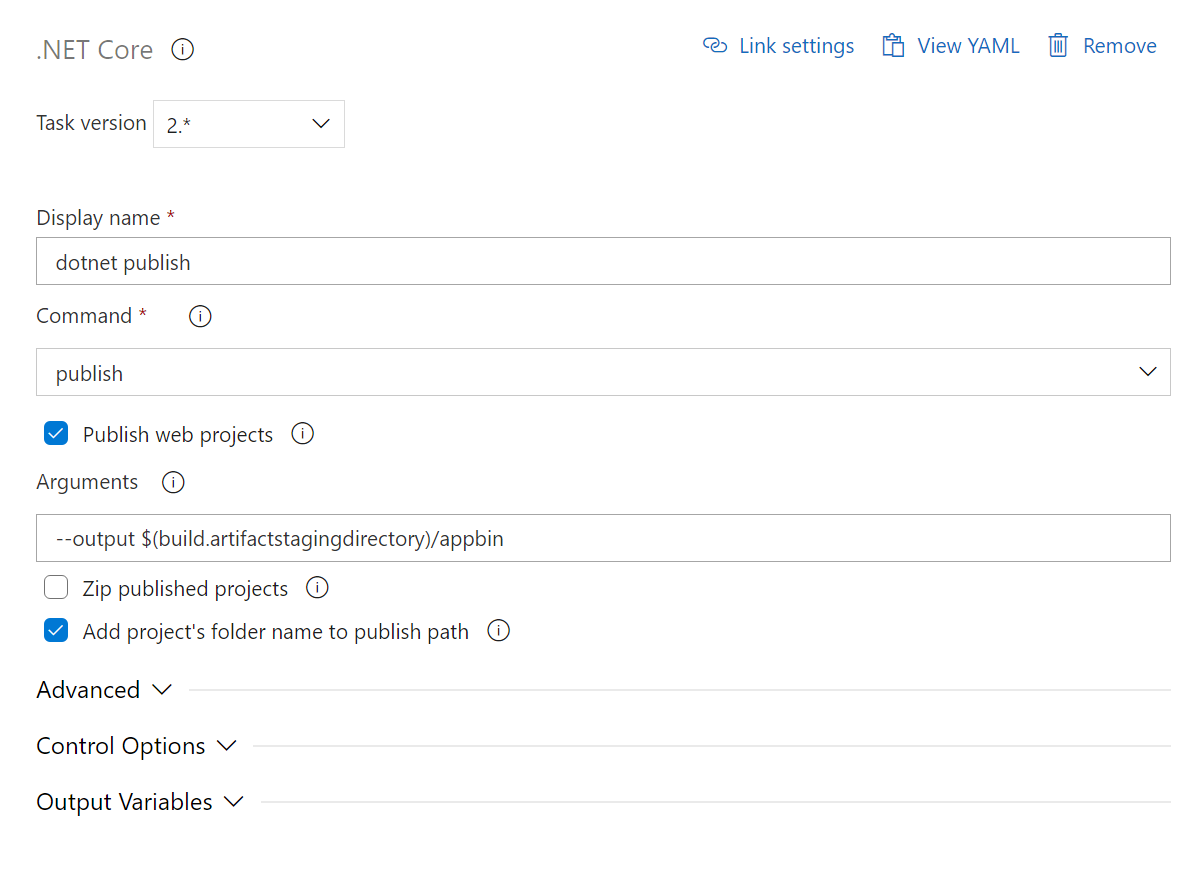 .NET Core
Link settings
View YAML
Remove
Task version
2.*
Display name *
dotnet publish
Command *
publish
Publish web projects
Arguments
--output $(build.artifactstagingdirectory)/appbin
Zip published projects
Add project's folder name to publish path
Advanced
Control Options
Output Variables